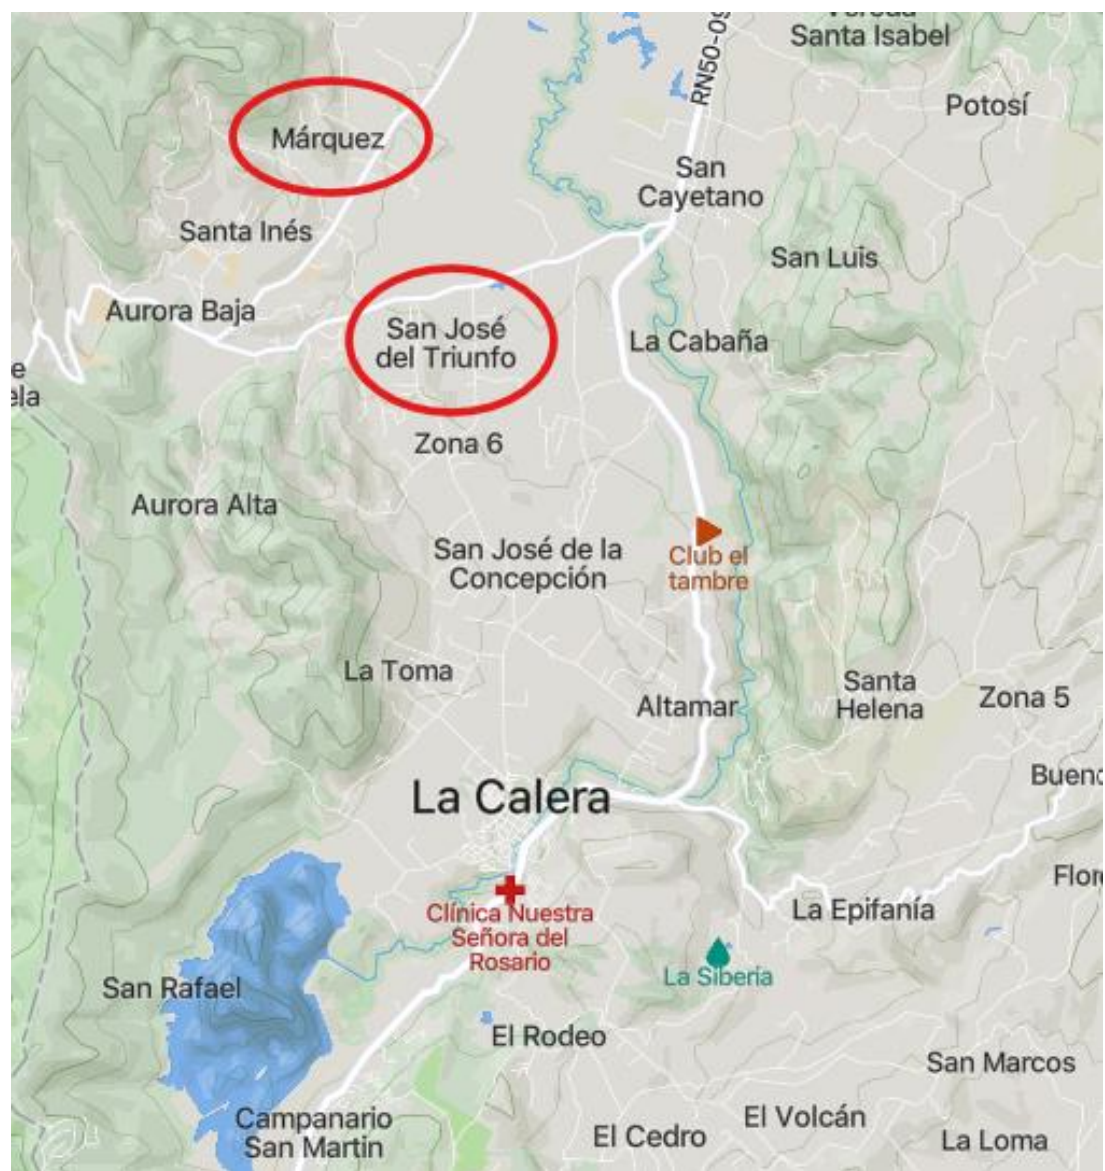 Santa Isabel
RN50-09
Potosí
Márquez
San
Cayetano
Santa Inés
San Luis
Aurora Baja
San José
del Triunfo
La Cabaña
Zona 6
Aurora Alta
San José de la
Concepción
Club el
tambre
La Toma
Santa
Helena
Zona 5
Altamar
La Calera
La Epifanía
Clínica Nuestra
Señora del
Rosario
La Siberia
San Rafael
El Rodeo
San Marcos
Campanario
San Martin
El Volcán
El Cedro
La Loma